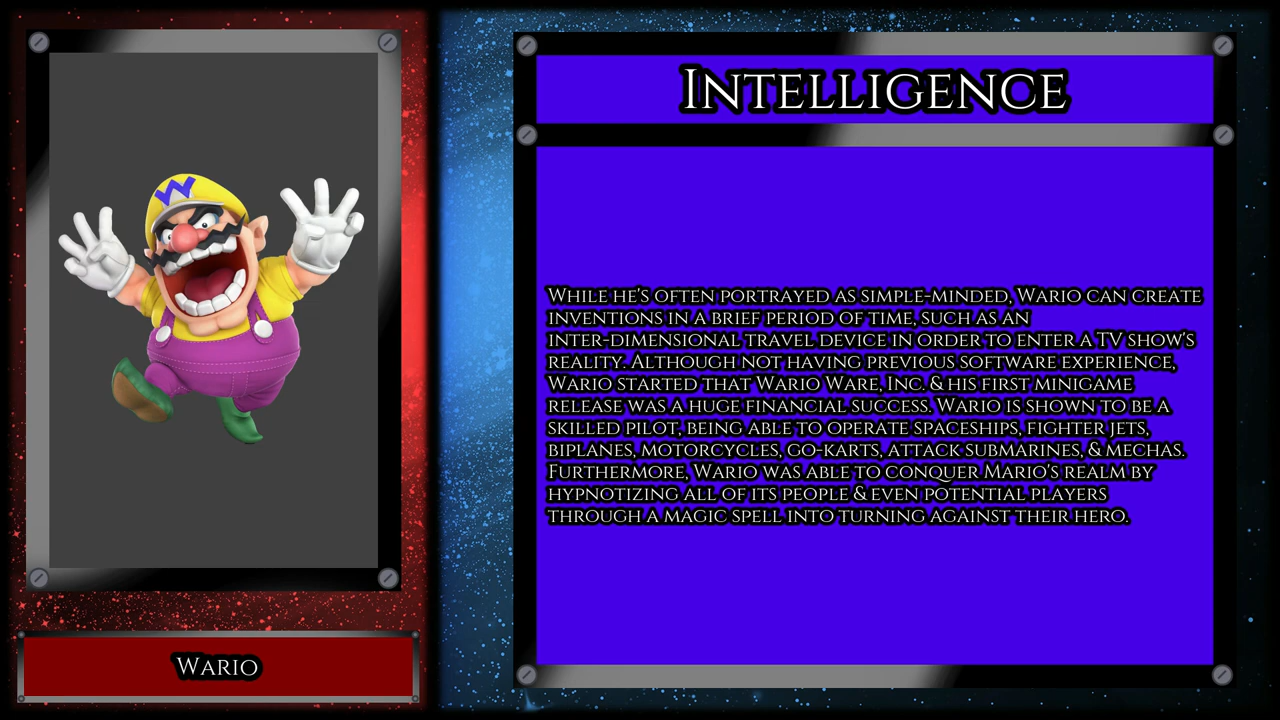 Intelligence
While he's often portrayed as simple-minded, Wario can create
inventions in a brief period of time, such as an
inter-dimensional travel device in order to enter a TV show's
reality. Although not having previous software experience,
Wario started that Wario Ware, Inc. & his first minigame
release was a huge financial success. Wario is shown to be a
skilled pilot, being able to operate spaceships, fighter jets,
biplanes, motorcycles, go-karts, attack submarines, & mechas.
Furthermore, Wario was able to conquer Mario's realm by
hypnotizing all of its people & even potential players
through a magic spell into turning against their hero.
Wario